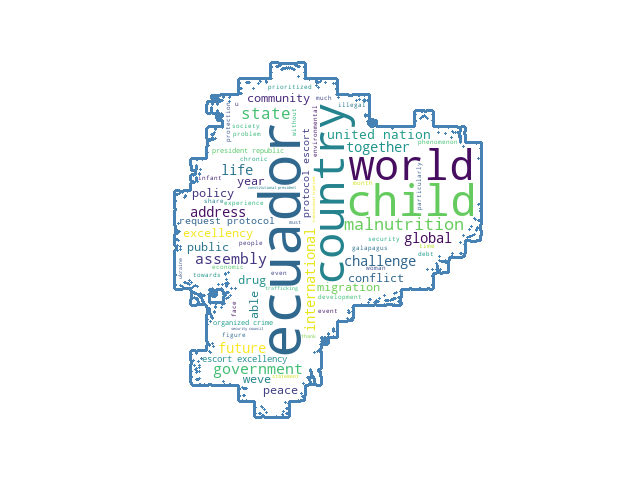 prioritized
community
much
illegal
state
society
problem
without
protection
environmental
united nation
phenomenon
together
president republic
chronic
world
life
infant
year
constitutional president
particularly
child
policy
share
experience
protocol escort
country
ecuador
address
must
request protocol
malnutrition
excellency
global
public
people
security
galapagus
debt
assembly
even
international
woman
challenge
economic
ukraine
towards
drug
conflict
trafficking
migration
able
development
face
event
organized crime
security council
figure
thank
future
escort excellency
government
weve
peace